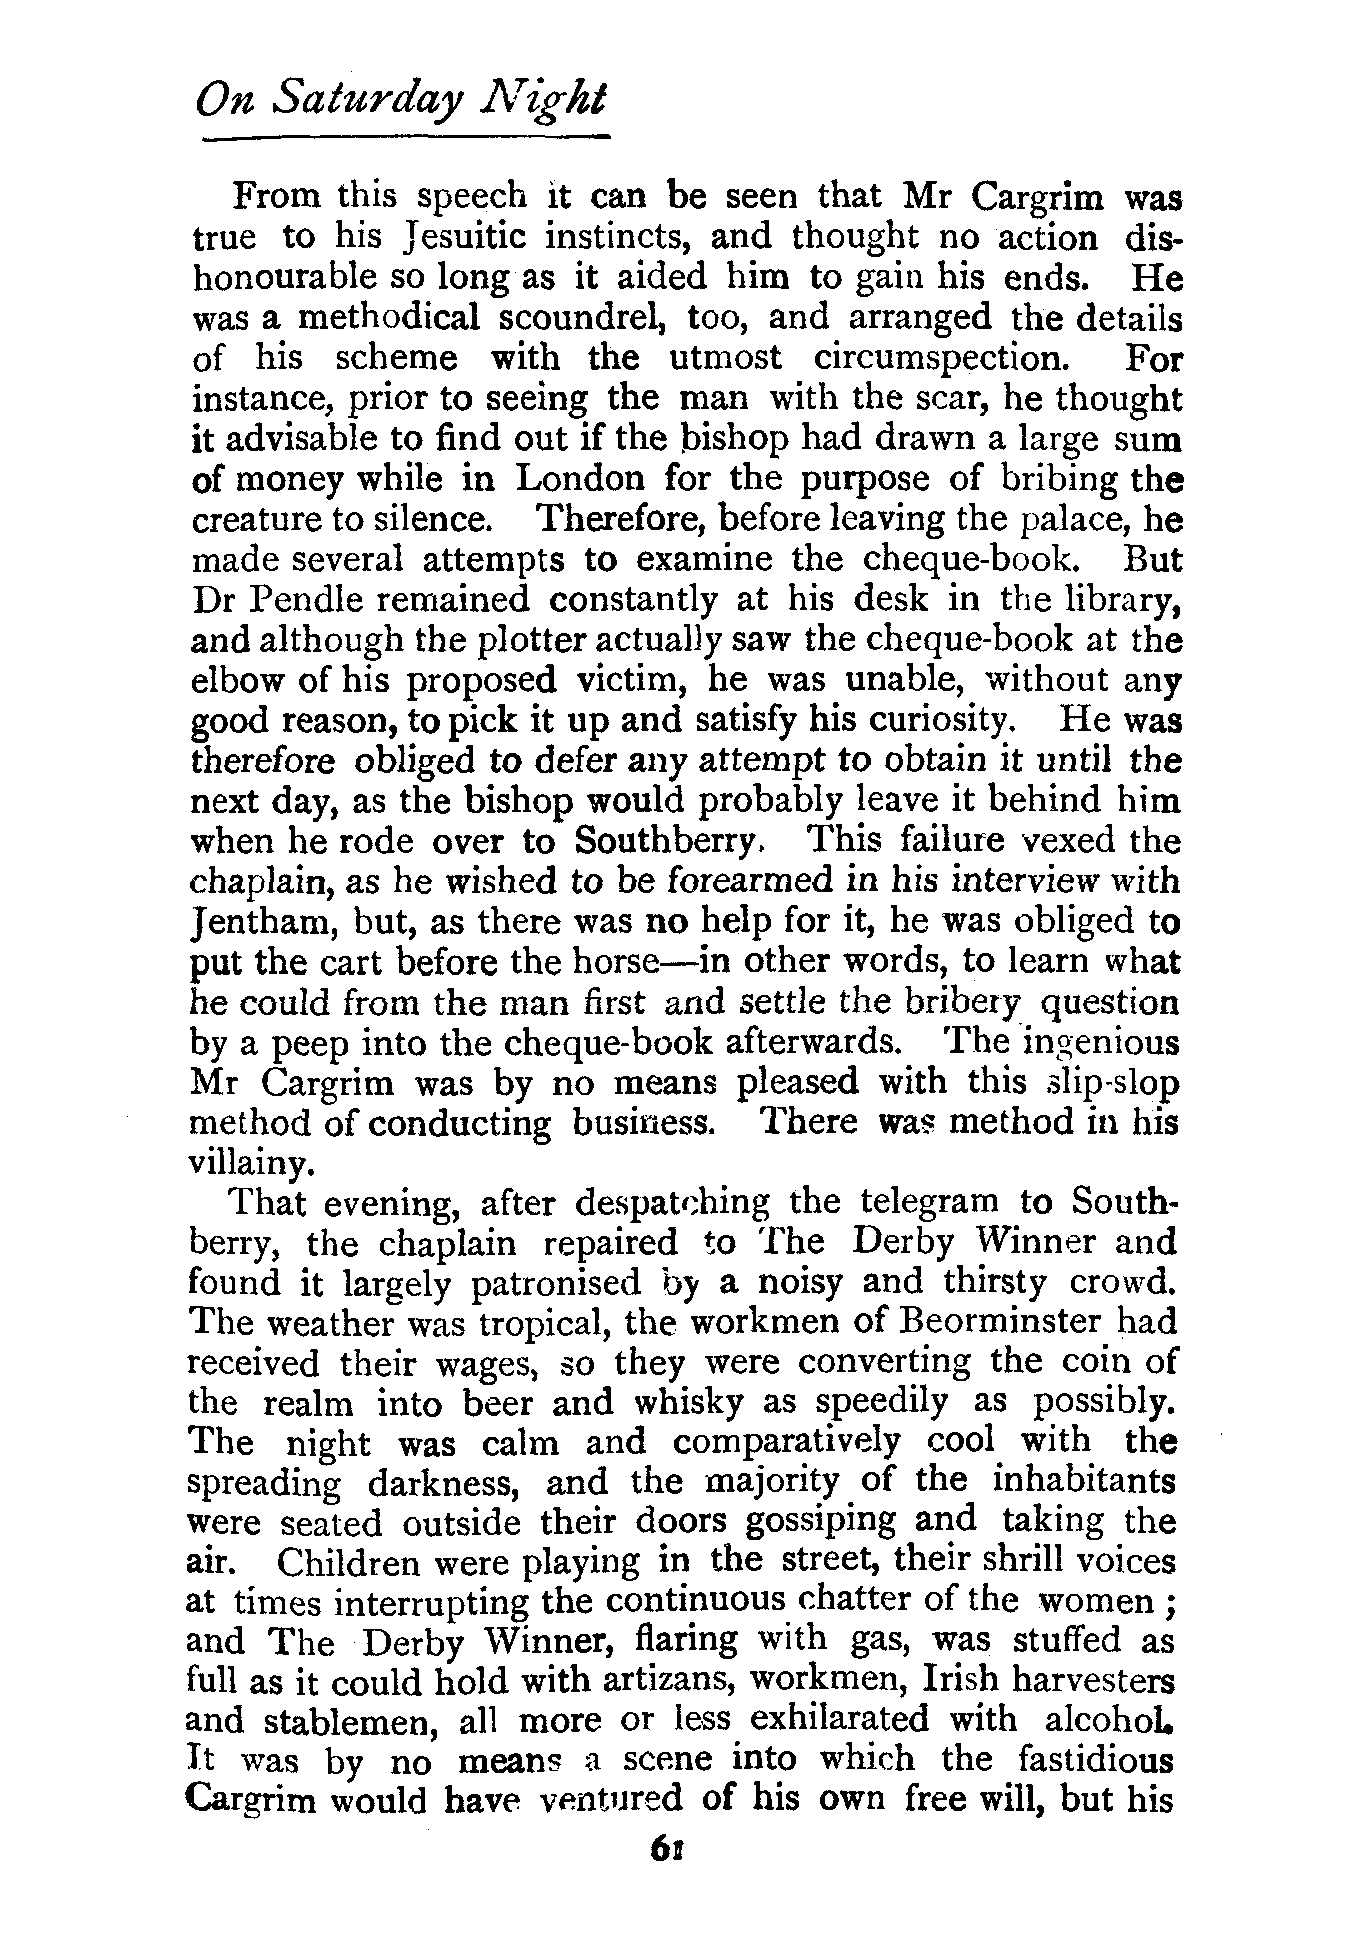 On Saturday Night
From this speech it can be seen that Mr Cargrim was
true to his Jesuitic instincts, and thought no action dis-
honourable so long as it aided him to gain his ends. He
was a methodical scoundrel, too, and arranged the details
of his scheme with the utmost circumspection. For
instance, prior to seeing the man with the scar, he thought
it advisable to find out if the bishop had drawn a large sum
of money while in London for the purpose of bribing the
creature to silence. Therefore, before leaving the palace, he
made several attempts to examine the cheque-book. But
Dr Pendle remained constantly at his desk in the library,
and although the plotter actually saw the cheque-book at the
elbow of his proposed victim, he was unable, without any
good reason, to pick it up and satisfy his curiosity. He was
therefore obliged to defer any attempt to obtain it until the
next day, as the bishop would probably leave it behind him
when he rode over to Southberry. This failure vexed the
chaplain, as he wished to be forearmed in his interview with
Jentham, but, as there was no help for it, he was obliged to
put the cart before the horse—in other words, to learn what
he could from the man first and settle the bribery question
by a peep into the cheque-book afterwards. The ingenious
Mr Cargrim was by no means pleased with this slip-slop
method of conducting business. There was method in his
villainy.
That evening, after despatching the telegram to South-
berry, the chaplain repaired to The Derby Winner and
found it largely patronised by a noisy and thirsty crowd.
The weather was tropical, the workmen of Beorminster had
received their wages, so they were converting the coin of
the realm into beer and whisky as speedily as possibly.
The night was calm and comparatively cool with the
spreading darkness, and the majority of the inhabitants
were seated outside their doors gossiping and taking the
air. Children were playing in the street, their shrill voices
at times interrupting the continuous chatter of the women ;
and The Derby Winner, flaring with gas, was stuffed as
full as it could hold with artizans, workmen, Irish harvesters
and stablemen, all more or less exhilarated with alcohol.
It was by no means a scene into which the fastidious
Cargrim would have ventured of his own free will, but his
61